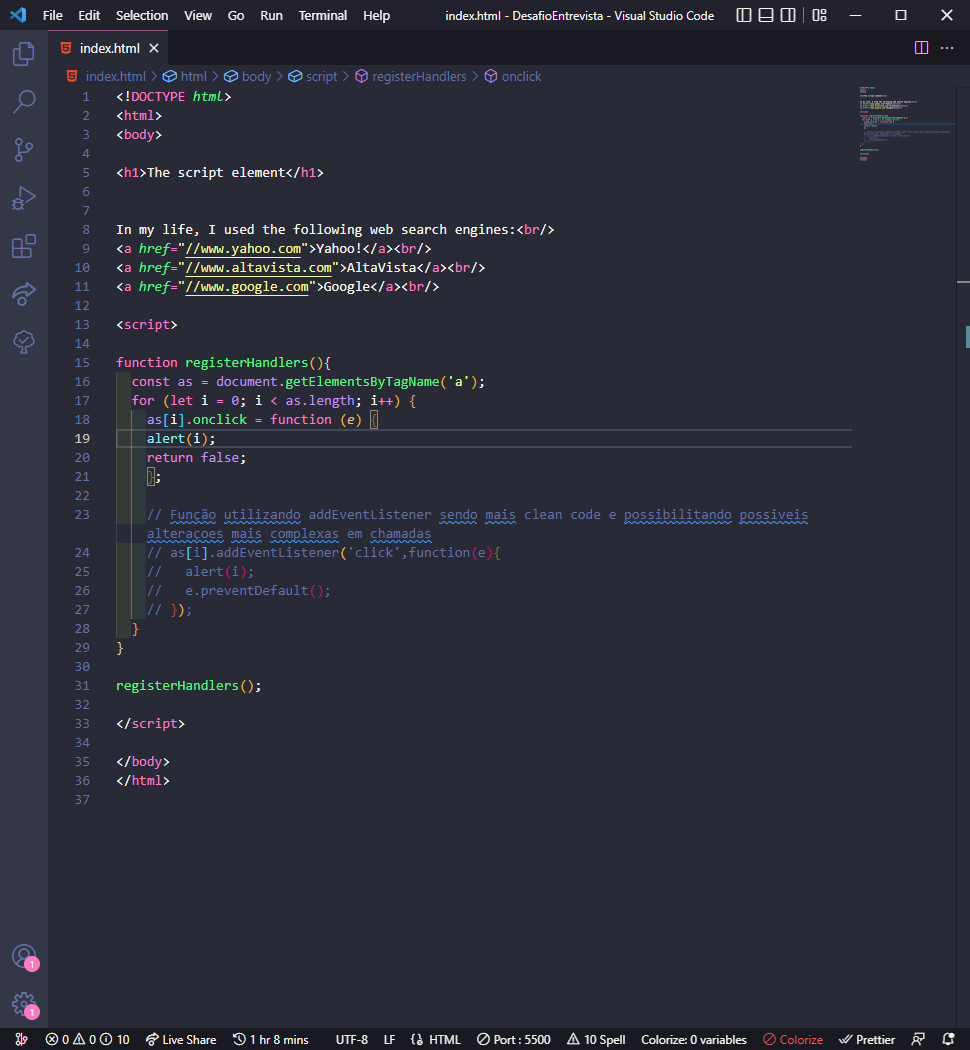 File Edit Selection View Go Run Terminal Help index.html - DesafioEntrevista - Visual Studio Code
index.html
index.html > html > body > script > registerHandlers > onclick
1 <!DOCTYPE html>
2 <html>
3 <body>
4
5 <h1>The script element</h1>
6
7
8 In my life, I used the following web search engines:<br/>
9 <a href="//www.yahoo.com">Yahoo!</a><br/>
10 <a href="//www.altavista.com">AltaVista</a><br/>
11 <a href="//www.google.com">Google</a><br/>
12
13 <script>
14
15 function registerHandlers(){
16 const as = document.getElementsByTagName('a');
17 for (let i = 0; i < as.length; i++) {
18 as[i].onclick = function (e) {
19 alert(i);
20 return false;
21 };
22
23 // Função utilizando addEventListener sendo mais clean code e possibilitando possiveis
alteracoes mais complexas em chamadas
24 // as[i].addEventListener('click',function(e){
25 // alert(i);
26 // e.preventDefault();
27 // });
28 }
29 }
30
31 registerHandlers();
32
33 </script>
34
35 </body>
36 </html>
37
1
1
0 0 10 Live Share 1 hr 8 mins UTF-8 LF HTML Port : 5500 10 Spell Colorize: 0 variables Colorize Prettier